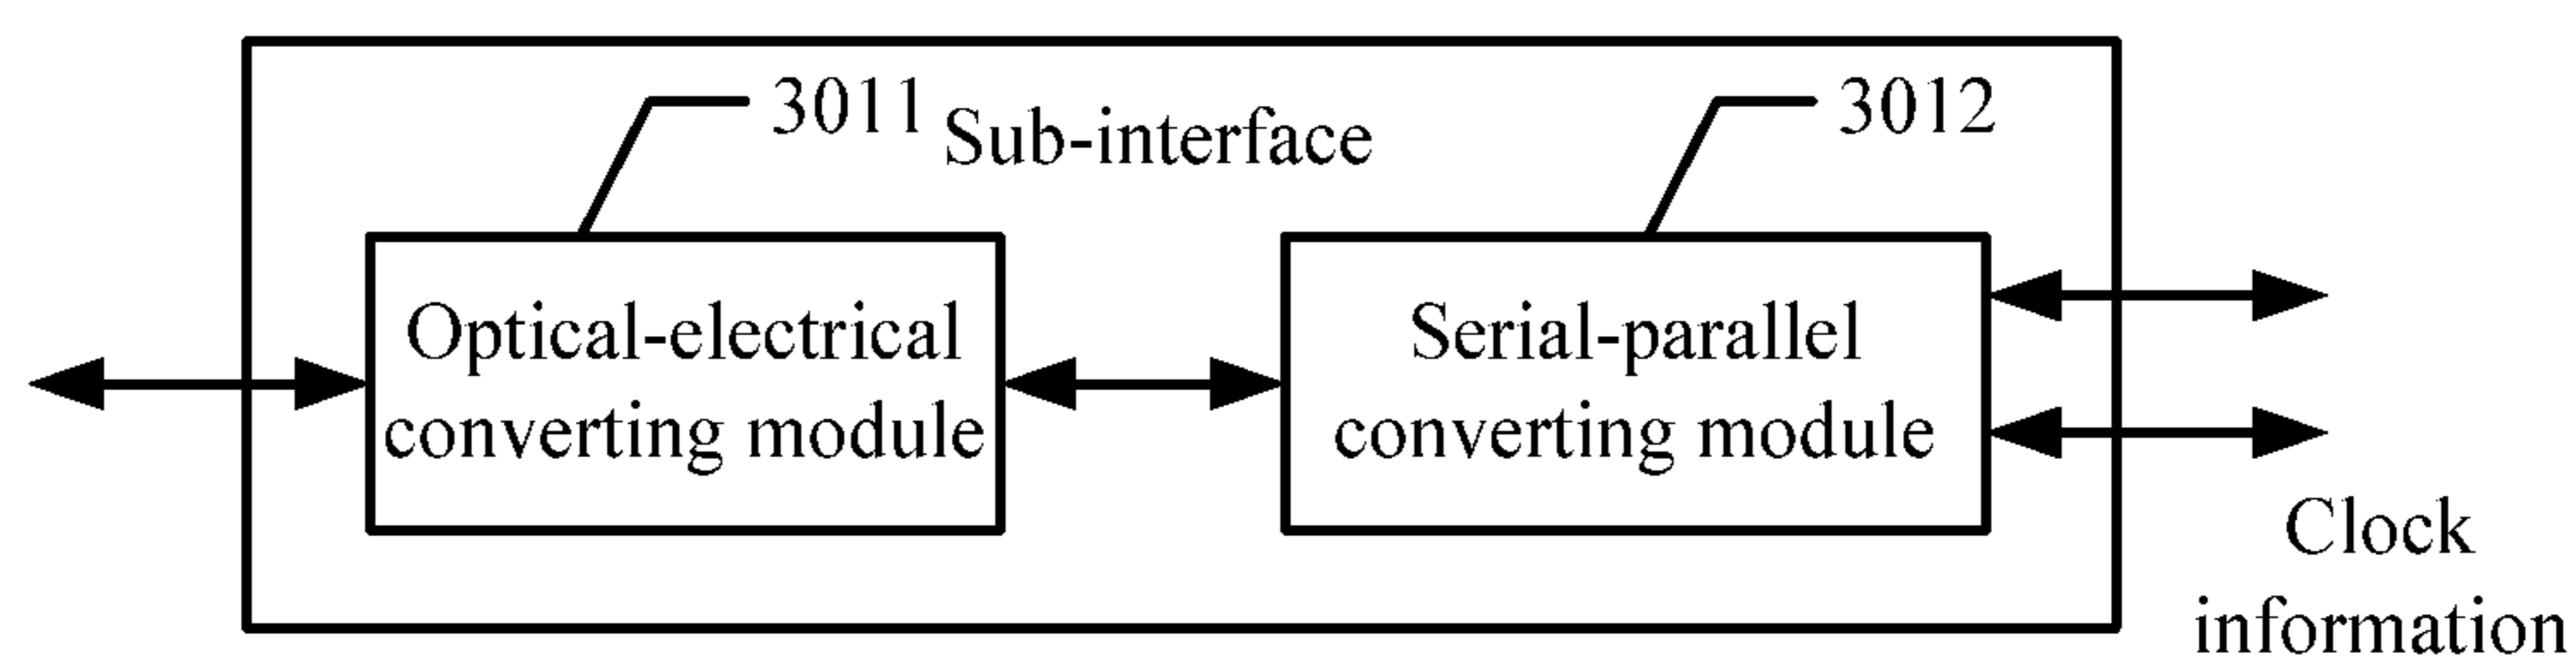 3011
Sub-interface
3012
Optical-electrical
converting module
Serial-parallel
converting module
Clock
information